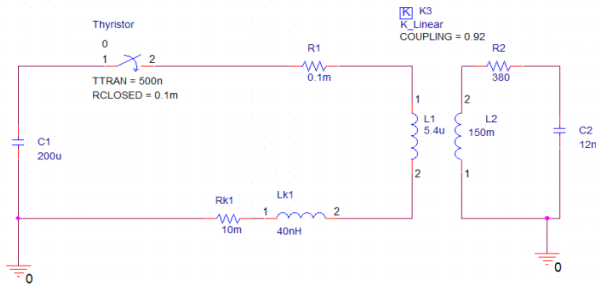 K K3
K_Linear
COUPLING = 0.92
Thyristor
0
1 2
TTRAN = 500n
RCLOSED = 0.1m
R1
0.1m
R2
380
C1
200u
1
L1
5.4u
2
2
L2
150m
1
C2
12n
Rk1
10m
1 Lk1 2
40nH
0
0